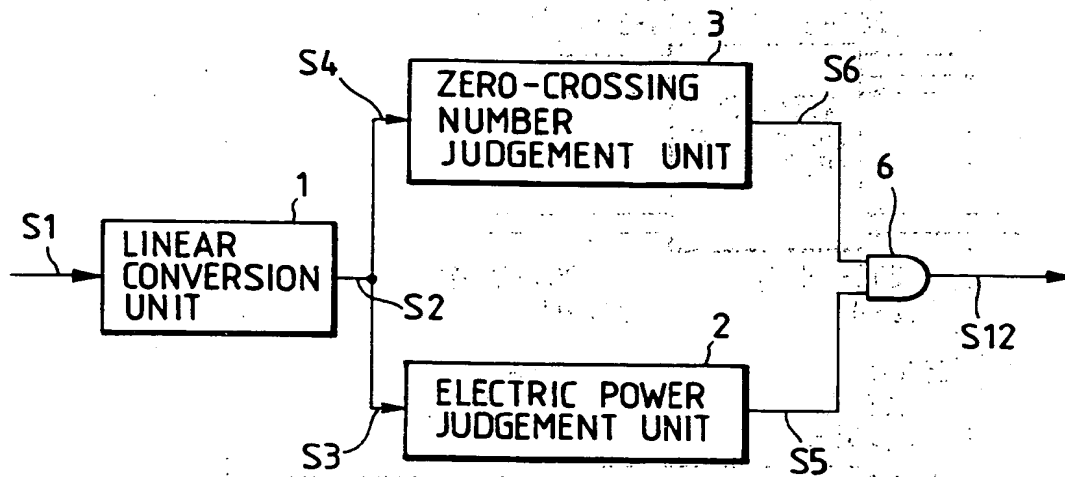 3
S4
ZERO-CROSSING
NUMBER
JUDGEMENT UNIT
S6
1
6
S1
LINEAR
CONVERSION
UNIT
S2
S12
2
ELECTRIC POWER
JUDGEMENT UNIT
S3
S5